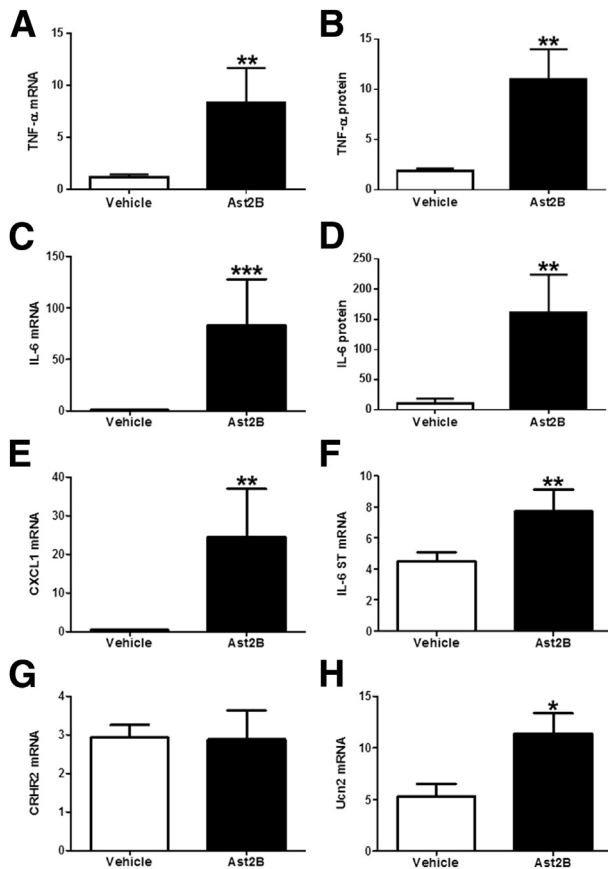 A
TNF-α mRNA
15
10
5
0
**
Vehicle Ast2B
B
TNF-α protein
15
10
5
0
**
Vehicle Ast2B
C
IL-6 mRNA
150
100
50
0
***
Vehicle Ast2B
D
IL-6 protein
250
200
150
100
50
0
**
Vehicle Ast2B
E
CXCL1 mRNA
40
30
20
10
0
**
Vehicle Ast2B
F
IL-6 ST mRNA
10
8
6
4
2
0
**
Vehicle Ast2B
G
CRHR2 mRNA
4
3
2
1
0
Vehicle Ast2B
H
Ucn2 mRNA
15
10
5
0
*
Vehicle Ast2B